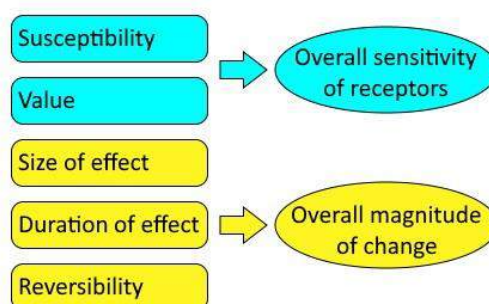 Susceptibility
Value
Overall sensitivity
of receptors
Size of effect
Duration of effect
Reversibility
Overall magnitude
of change